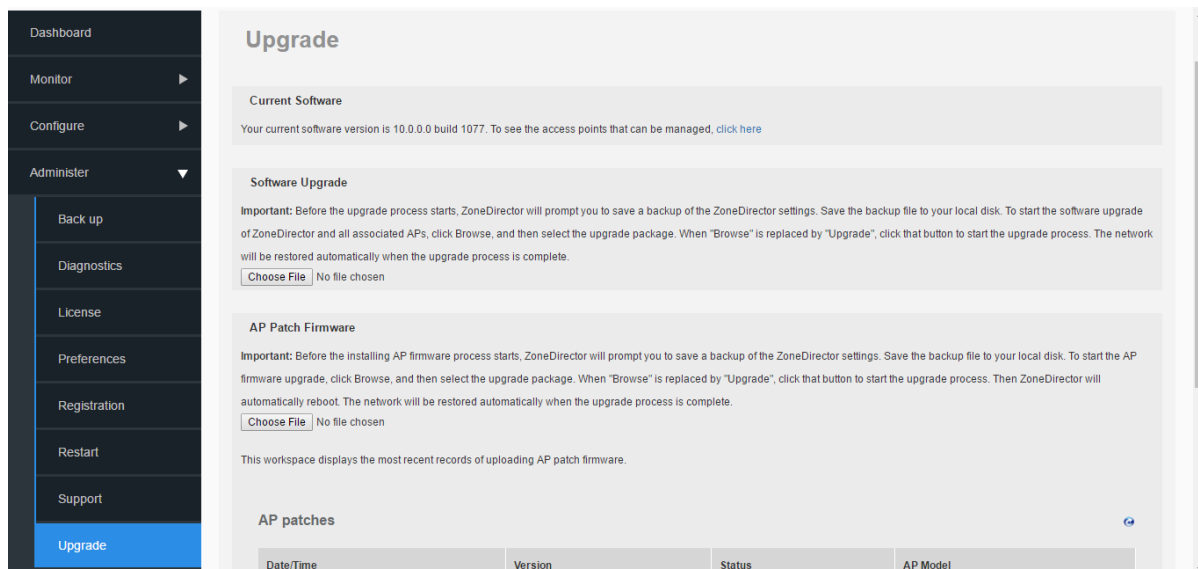 Dashboard
Monitor
Configure
Administer
Back up
Diagnostics
License
Preferences
Registration
Restart
Support
Upgrade
Upgrade
Current Software
Your current software version is 10.0.0.0 build 1077. To see the access points that can be managed, click here
Software Upgrade
Important: Before the upgrade process starts, ZoneDirector will prompt you to save a backup of the ZoneDirector settings. Save the backup file to your local disk. To start the software upgrade
of ZoneDirector and all associated APs, click Browse, and then select the upgrade package. When "Browse" is replaced by "Upgrade", click that button to start the upgrade process. The network
will be restored automatically when the upgrade process is complete.
Choose File No file chosen
AP Patch Firmware
Important: Before the installing AP firmware process starts, ZoneDirector will prompt you to save a backup of the ZoneDirector settings. Save the backup file to your local disk. To start the AP
firmware upgrade, click Browse, and then select the upgrade package. When "Browse" is replaced by "Upgrade", click that button to start the upgrade process. Then ZoneDirector will
automatically reboot. The network will be restored automatically when the upgrade process is complete.
Choose File No file chosen
This workspace displays the most recent records of uploading AP patch firmware.
AP patches
Date/Time Version Status AP Model